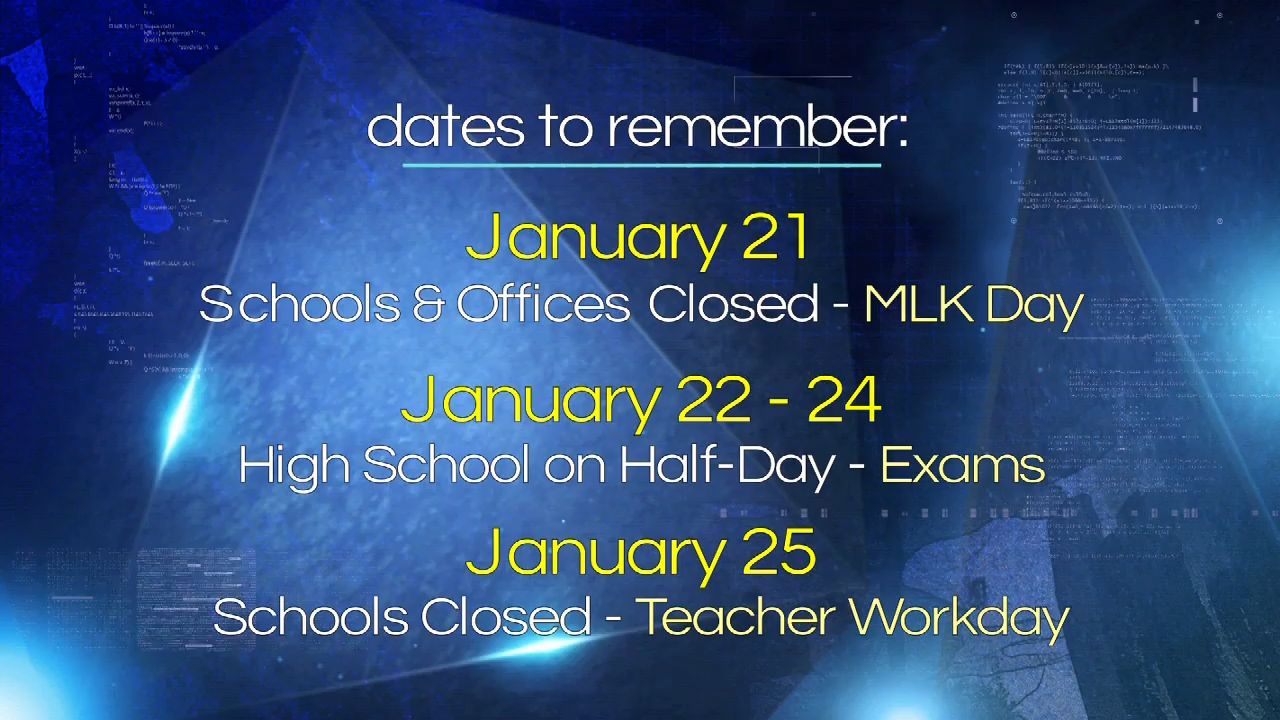 dates to remember:
January 21
Schools & Offices Closed - MLK Day
January 22 - 24
High School on Half-Day - Exams
January 25
Schools Closed - Teacher Workday